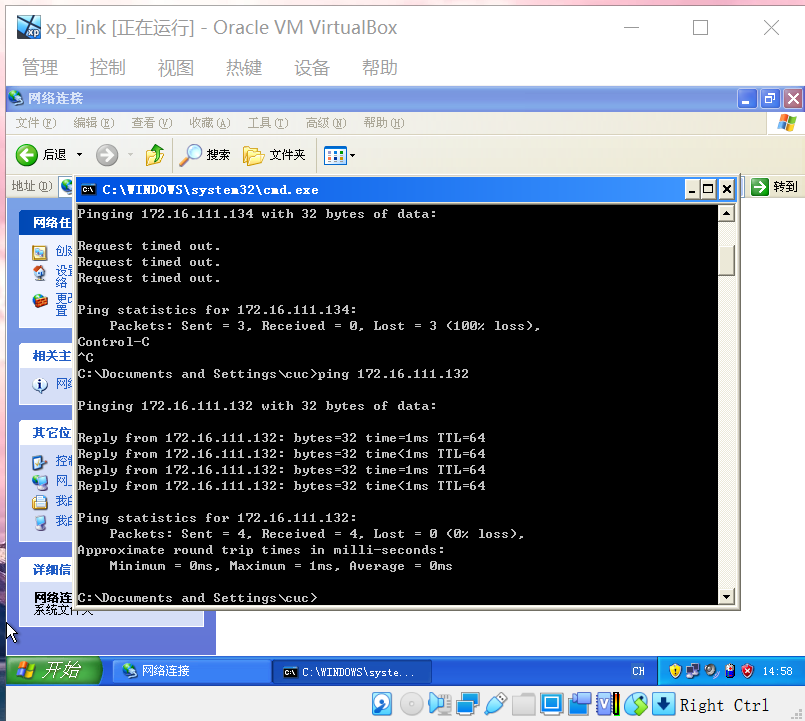 xp_link [正在运行] - Oracle VM VirtualBox
管理 控制 视图 热键 设备 帮助
网络连接
文件(F) 编辑(E) 查看(V) 收藏(A) 工具(T) 高级(N) 帮助(H)
后退 搜索 文件夹
地址(D) 转到
C:\WINDOWS\system32\cmd.exe
Pinging 172.16.111.134 with 32 bytes of data:
Request timed out.
Request timed out.
Request timed out.
Ping statistics for 172.16.111.134:
Packets: Sent = 3, Received = 0, Lost = 3 (100% loss),
Control-C
^C
C:\Documents and Settings\cuc>ping 172.16.111.132
Pinging 172.16.111.132 with 32 bytes of data:
Reply from 172.16.111.132: bytes=32 time=1ms TTL=64
Reply from 172.16.111.132: bytes=32 time<1ms TTL=64
Reply from 172.16.111.132: bytes=32 time=1ms TTL=64
Reply from 172.16.111.132: bytes=32 time<1ms TTL=64
Ping statistics for 172.16.111.132:
Packets: Sent = 4, Received = 4, Lost = 0 (0% loss),
Approximate round trip times in milli-seconds:
Minimum = 0ms, Maximum = 1ms, Average = 0ms
C:\Documents and Settings\cuc>
网络任
创
设
络
更
置
相关主
网
其它位
控
网上
我的
我的
详细信
网络连
系统文件夹
开始 网络连接 C:\WINDOWS\syste... CH 14:58
Right Ctrl